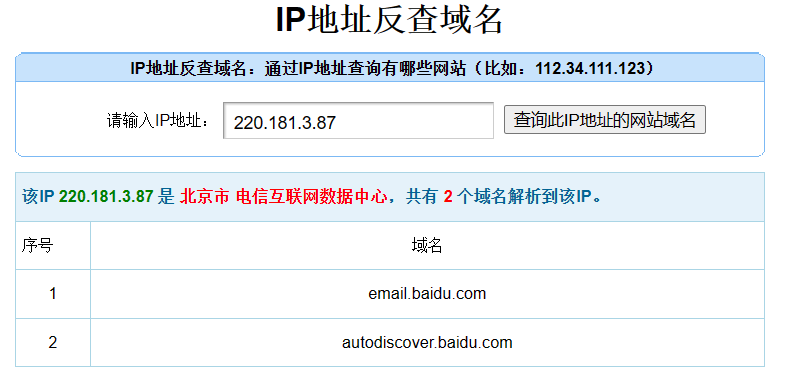 IP地址反查域名
IP地址反查域名：通过IP地址查询有哪些网站（比如：112.34.111.123）
请输入IP地址： 220.181.3.87 查询此IP地址的网站域名
该IP 220.181.3.87 是 北京市 电信互联网数据中心，共有 2 个域名解析到该IP。
序号 域名
1 email.baidu.com
2 autodiscover.baidu.com